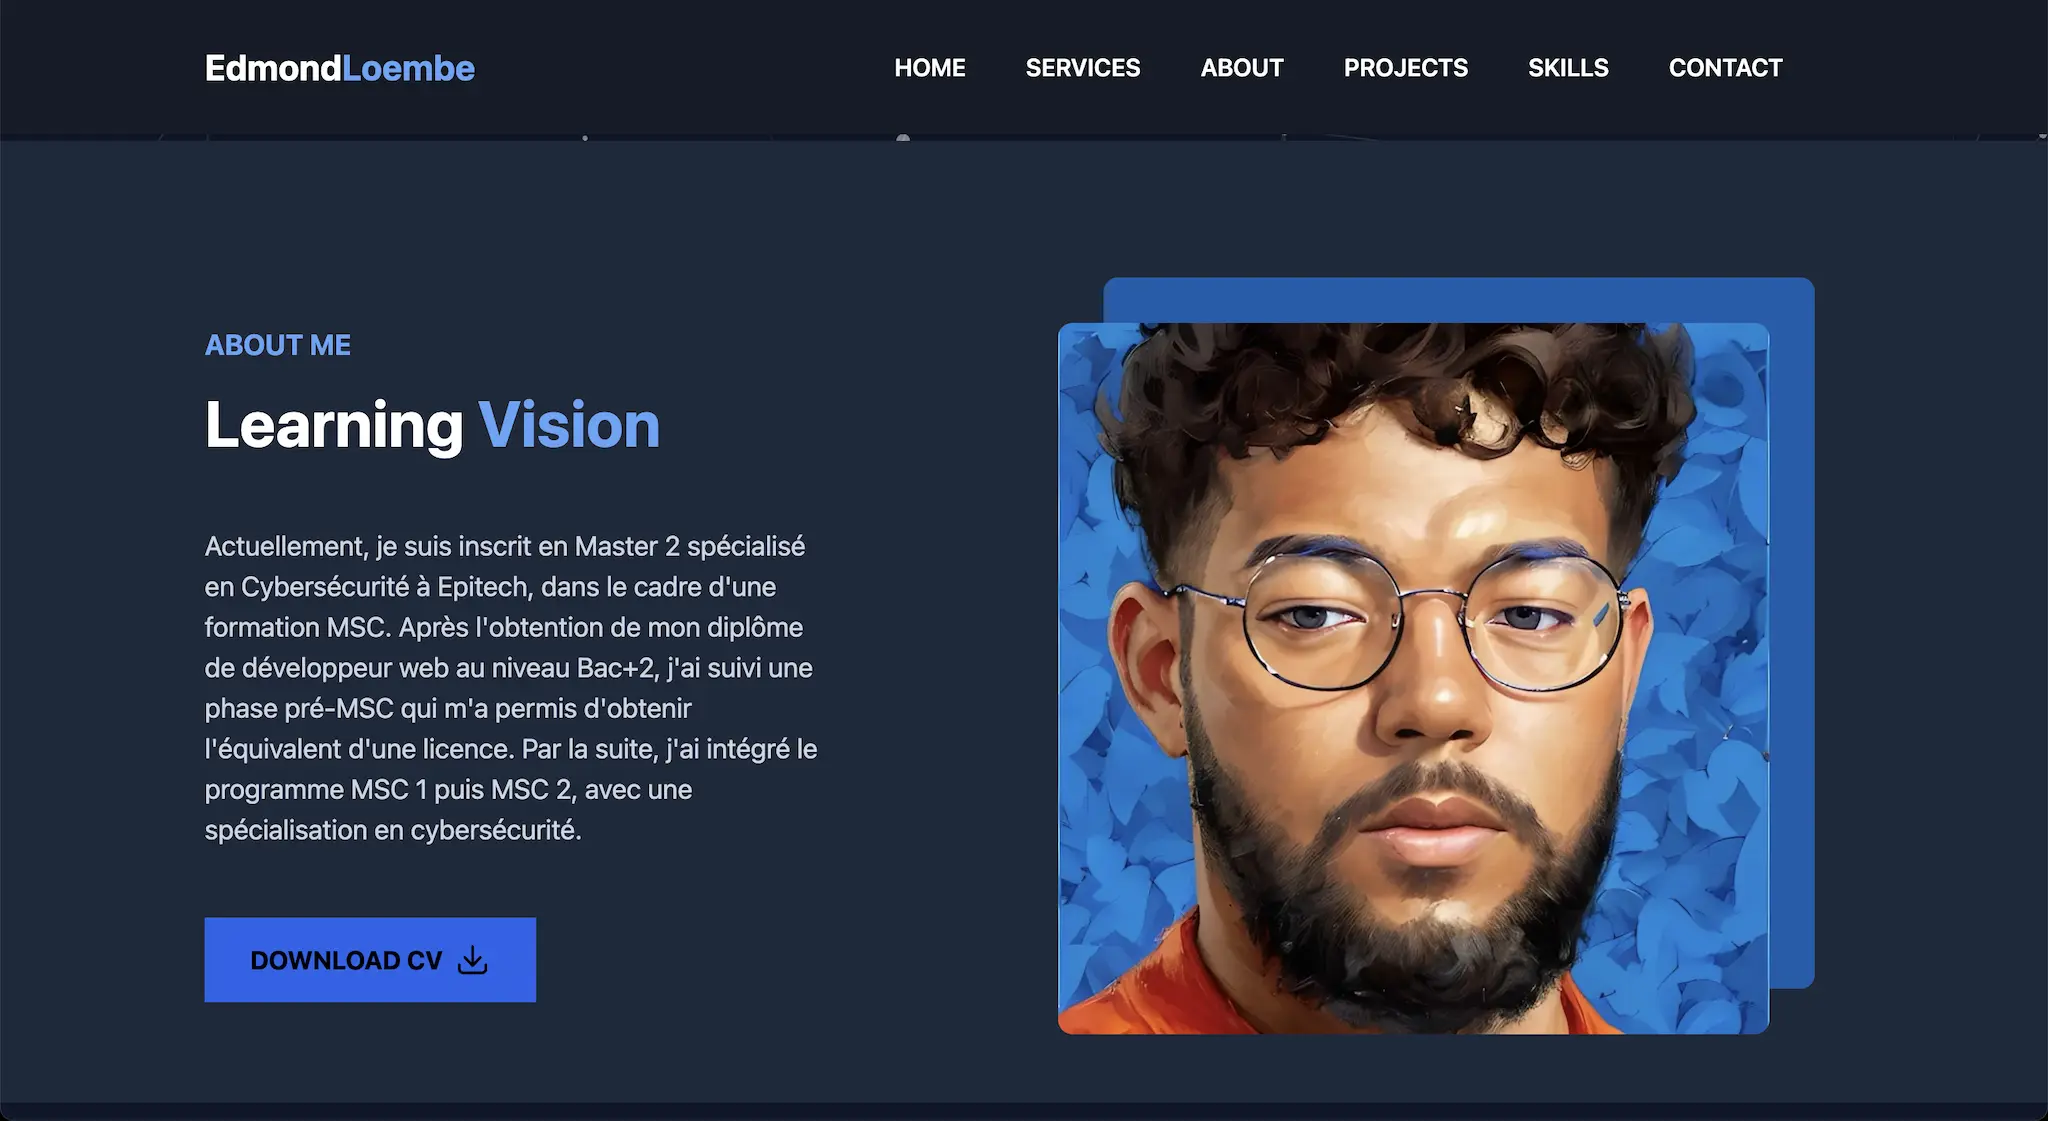 EdmondLoembe
HOME SERVICES ABOUT PROJECTS SKILLS CONTACT
ABOUT ME
Learning Vision
Actuellement, je suis inscrit en Master 2 spécialisé
en Cybersécurité à Epitech, dans le cadre d'une
formation MSC. Après l'obtention de mon diplôme
de développeur web au niveau Bac+2, j'ai suivi une
phase pré-MSC qui m'a permis d'obtenir
l'équivalent d'une licence. Par la suite, j'ai intégré le
programme MSC 1 puis MSC 2, avec une
spécialisation en cybersécurité.
DOWNLOAD CV